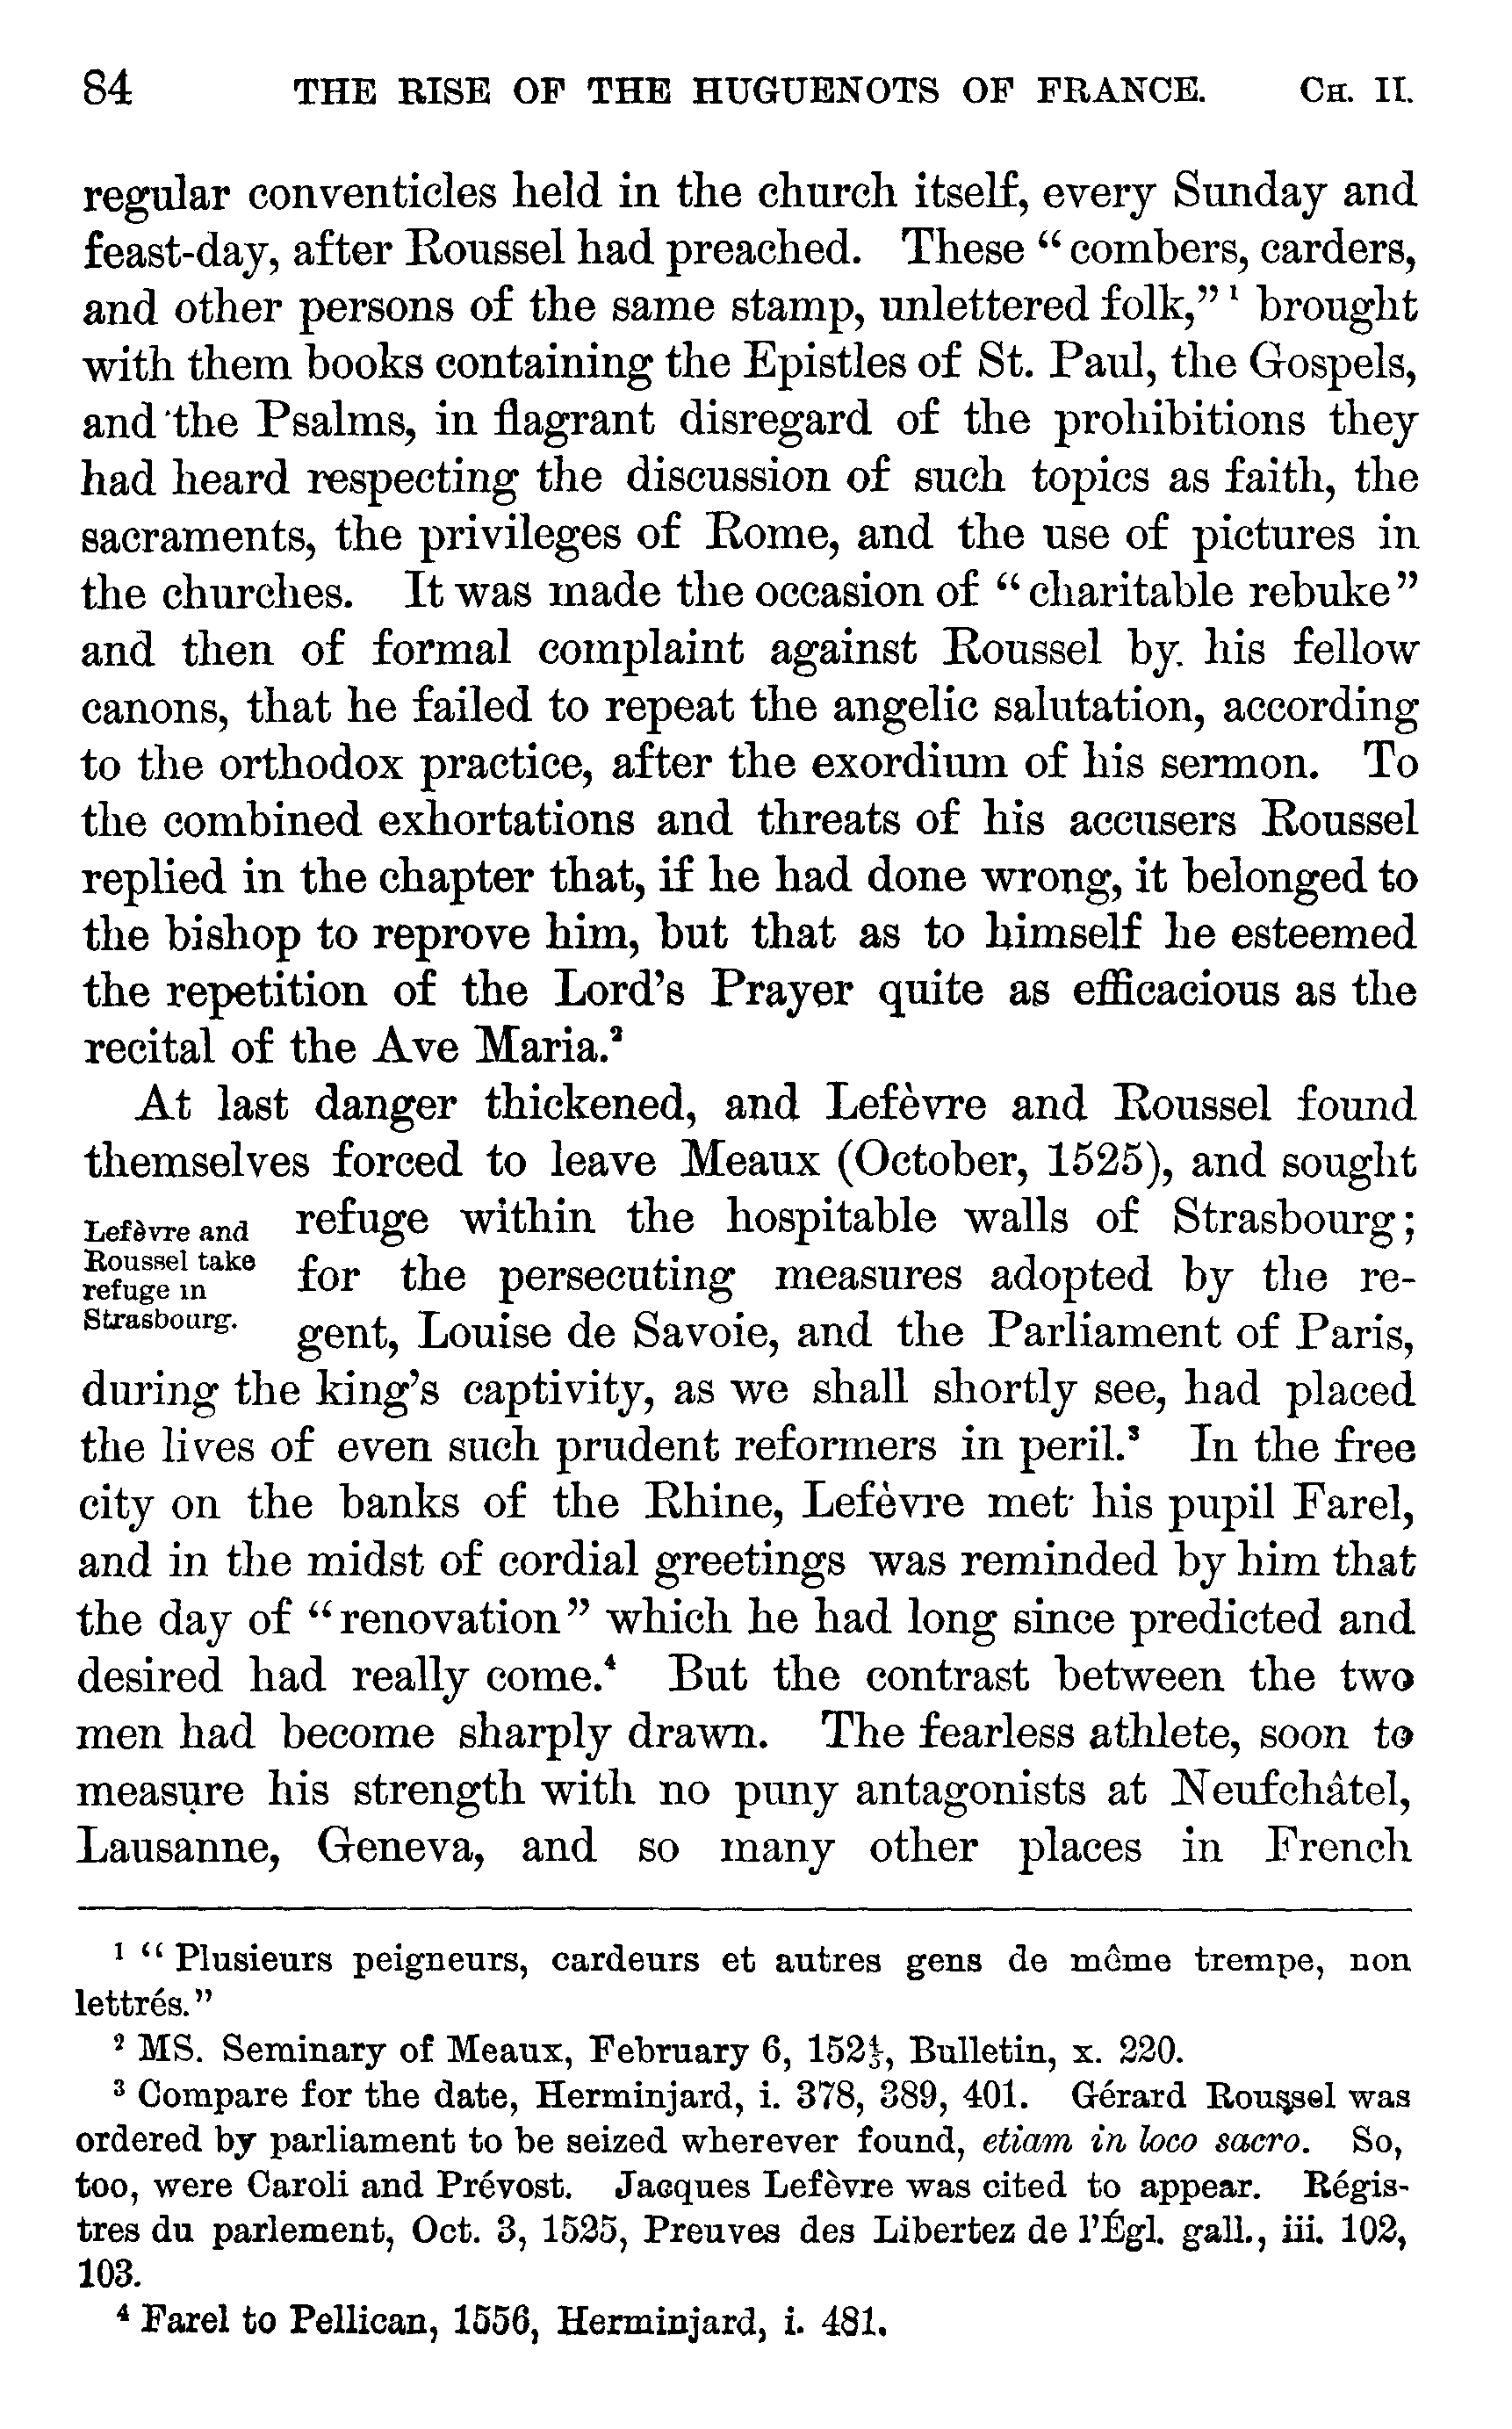 84 THE RISE OF THE HUGUENOTS OF FRANCE. CH. II.
regular conventicles held in the church itself, every Sunday and
feast-day, after Roussel had preached. These “combers, carders,
and other persons of the same stamp, unlettered folk,”¹ brought
with them books containing the Epistles of St. Paul, the Gospels,
and the Psalms, in flagrant disregard of the prohibitions they
had heard respecting the discussion of such topics as faith, the
sacraments, the privileges of Rome, and the use of pictures in
the churches. It was made the occasion of “charitable rebuke”
and then of formal complaint against Roussel by his fellow
canons, that he failed to repeat the angelic salutation, according
to the orthodox practice, after the exordium of his sermon. To
the combined exhortations and threats of his accusers Roussel
replied in the chapter that, if he had done wrong, it belonged to
the bishop to reprove him, but that as to himself he esteemed
the repetition of the Lord’s Prayer quite as efficacious as the
recital of the Ave Maria.²
At last danger thickened, and Lefèvre and Roussel found
themselves forced to leave Meaux (October, 1525), and sought
Lefèvre and
Roussel take
refuge in
Strasbourg.
refuge within the hospitable walls of Strasbourg;
for the persecuting measures adopted by the re-
gent, Louise de Savoie, and the Parliament of Paris,
during the king’s captivity, as we shall shortly see, had placed
the lives of even such prudent reformers in peril.³ In the free
city on the banks of the Rhine, Lefèvre met his pupil Farel,
and in the midst of cordial greetings was reminded by him that
the day of “renovation” which he had long since predicted and
desired had really come.⁴ But the contrast between the two
men had become sharply drawn. The fearless athlete, soon to
measure his strength with no puny antagonists at Neufchâtel,
Lausanne, Geneva, and so many other places in French
¹ “Plusieurs peigneurs, cardeurs et autres gens de même trempe, non
lettrés.”
² MS. Seminary of Meaux, February 6, Bulletin, x. 220.
³ Compare for the date, Herminjard, i. 378, 389, 401. Gérard Roussel was
ordered by parliament to be seized wherever found, etiam in loco sacro. So,
too, were Caroli and Prévost. Jacques Lefèvre was cited to appear. Régis-
tres du parlement, Oct. 3, 1525, Preuves des Libertez de l’Égl. gall., iii. 102,
103.
⁴ Farel to Pellican, 1556, Herminjard, i. 481.